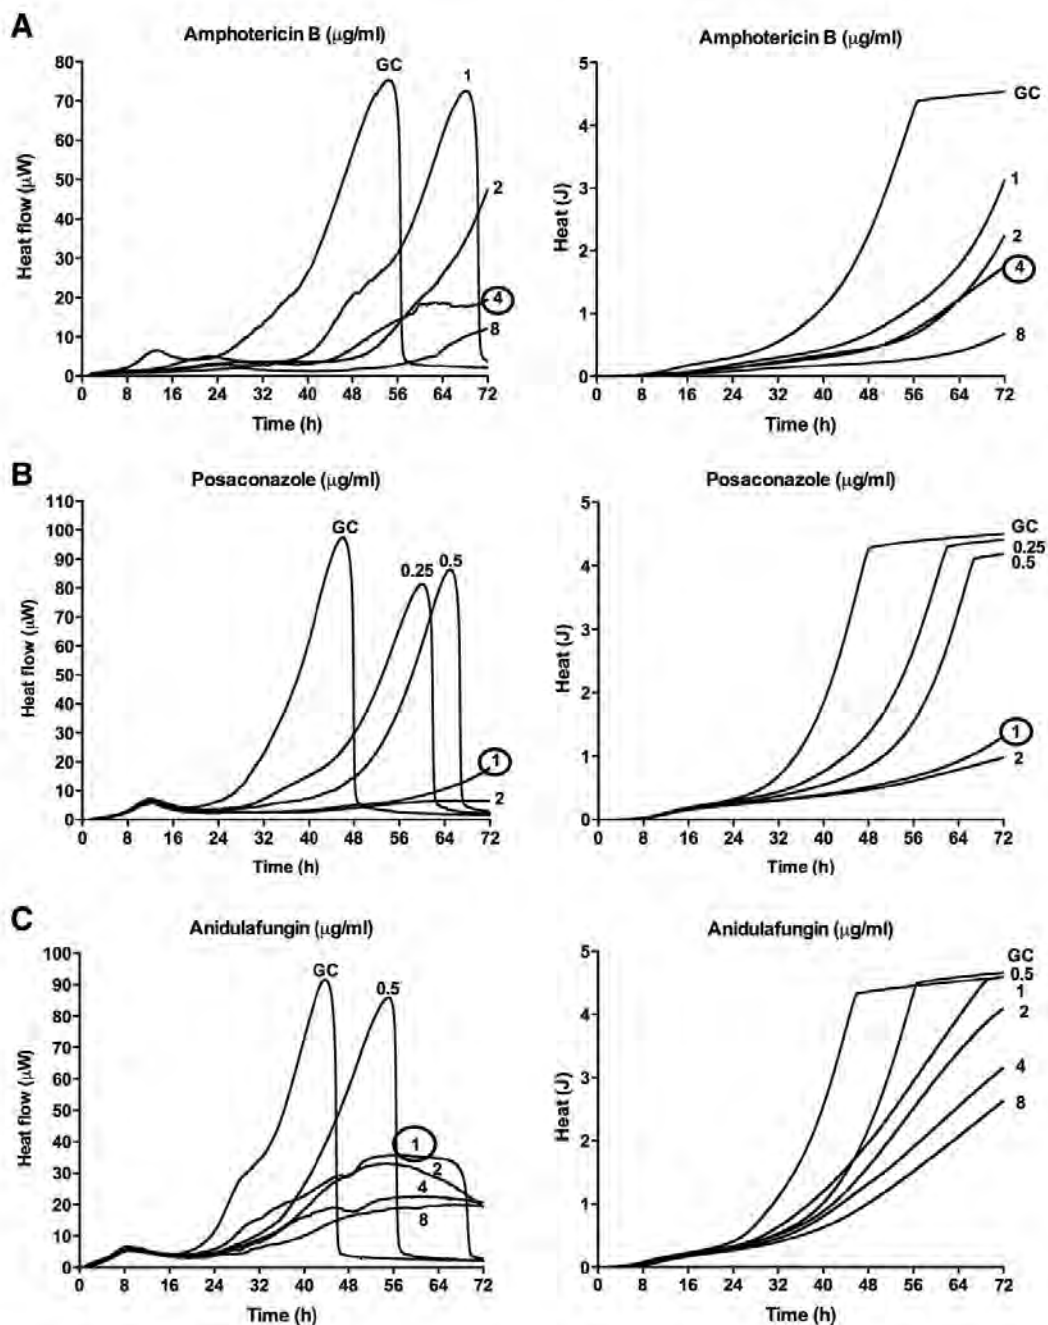 A
Amphotericin B (μg/ml)
Heat flow (μW)
80
70
60
50
40
30
20
10
0
GC
1
2
4
8
0 8 16 24 32 40 48 56 64 72
Time (h)
Amphotericin B (μg/ml)
Heat (J)
5
4
3
2
1
0
GC
1
2
4
8
0 8 16 24 32 40 48 56 64 72
Time (h)
B
Posaconazole (μg/ml)
Heat flow (μW)
110
100
90
80
70
60
50
40
30
20
10
0
GC
0.25
0.5
1
2
0 8 16 24 32 40 48 56 64 72
Time (h)
Posaconazole (μg/ml)
Heat (J)
5
4
3
2
1
0
GC
0.25
0.5
1
2
0 8 16 24 32 40 48 56 64 72
Time (h)
C
Anidulafungin (μg/ml)
Heat flow (μW)
100
90
80
70
60
50
40
30
20
10
0
GC
0.5
1
2
4
8
0 8 16 24 32 40 48 56 64 72
Time (h)
Anidulafungin (μg/ml)
Heat (J)
5
4
3
2
1
0
GC
0.5
1
2
4
8
0 8 16 24 32 40 48 56 64 72
Time (h)